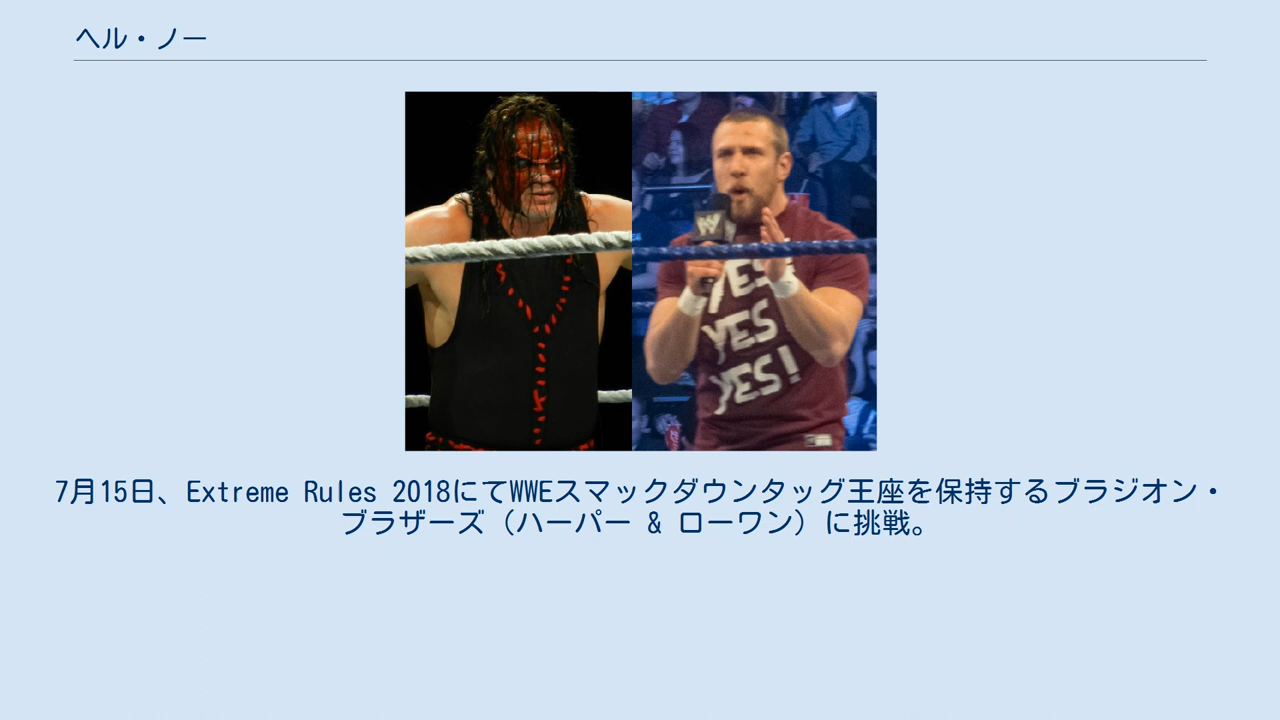 ヘル・ノー
YES!
YES
YES!
7月15日、Extreme Rules 2018にてWWEスマックダウンタッグ王座を保持するブラジオン・
ブラザーズ（ハーパー & ローワン）に挑戦。